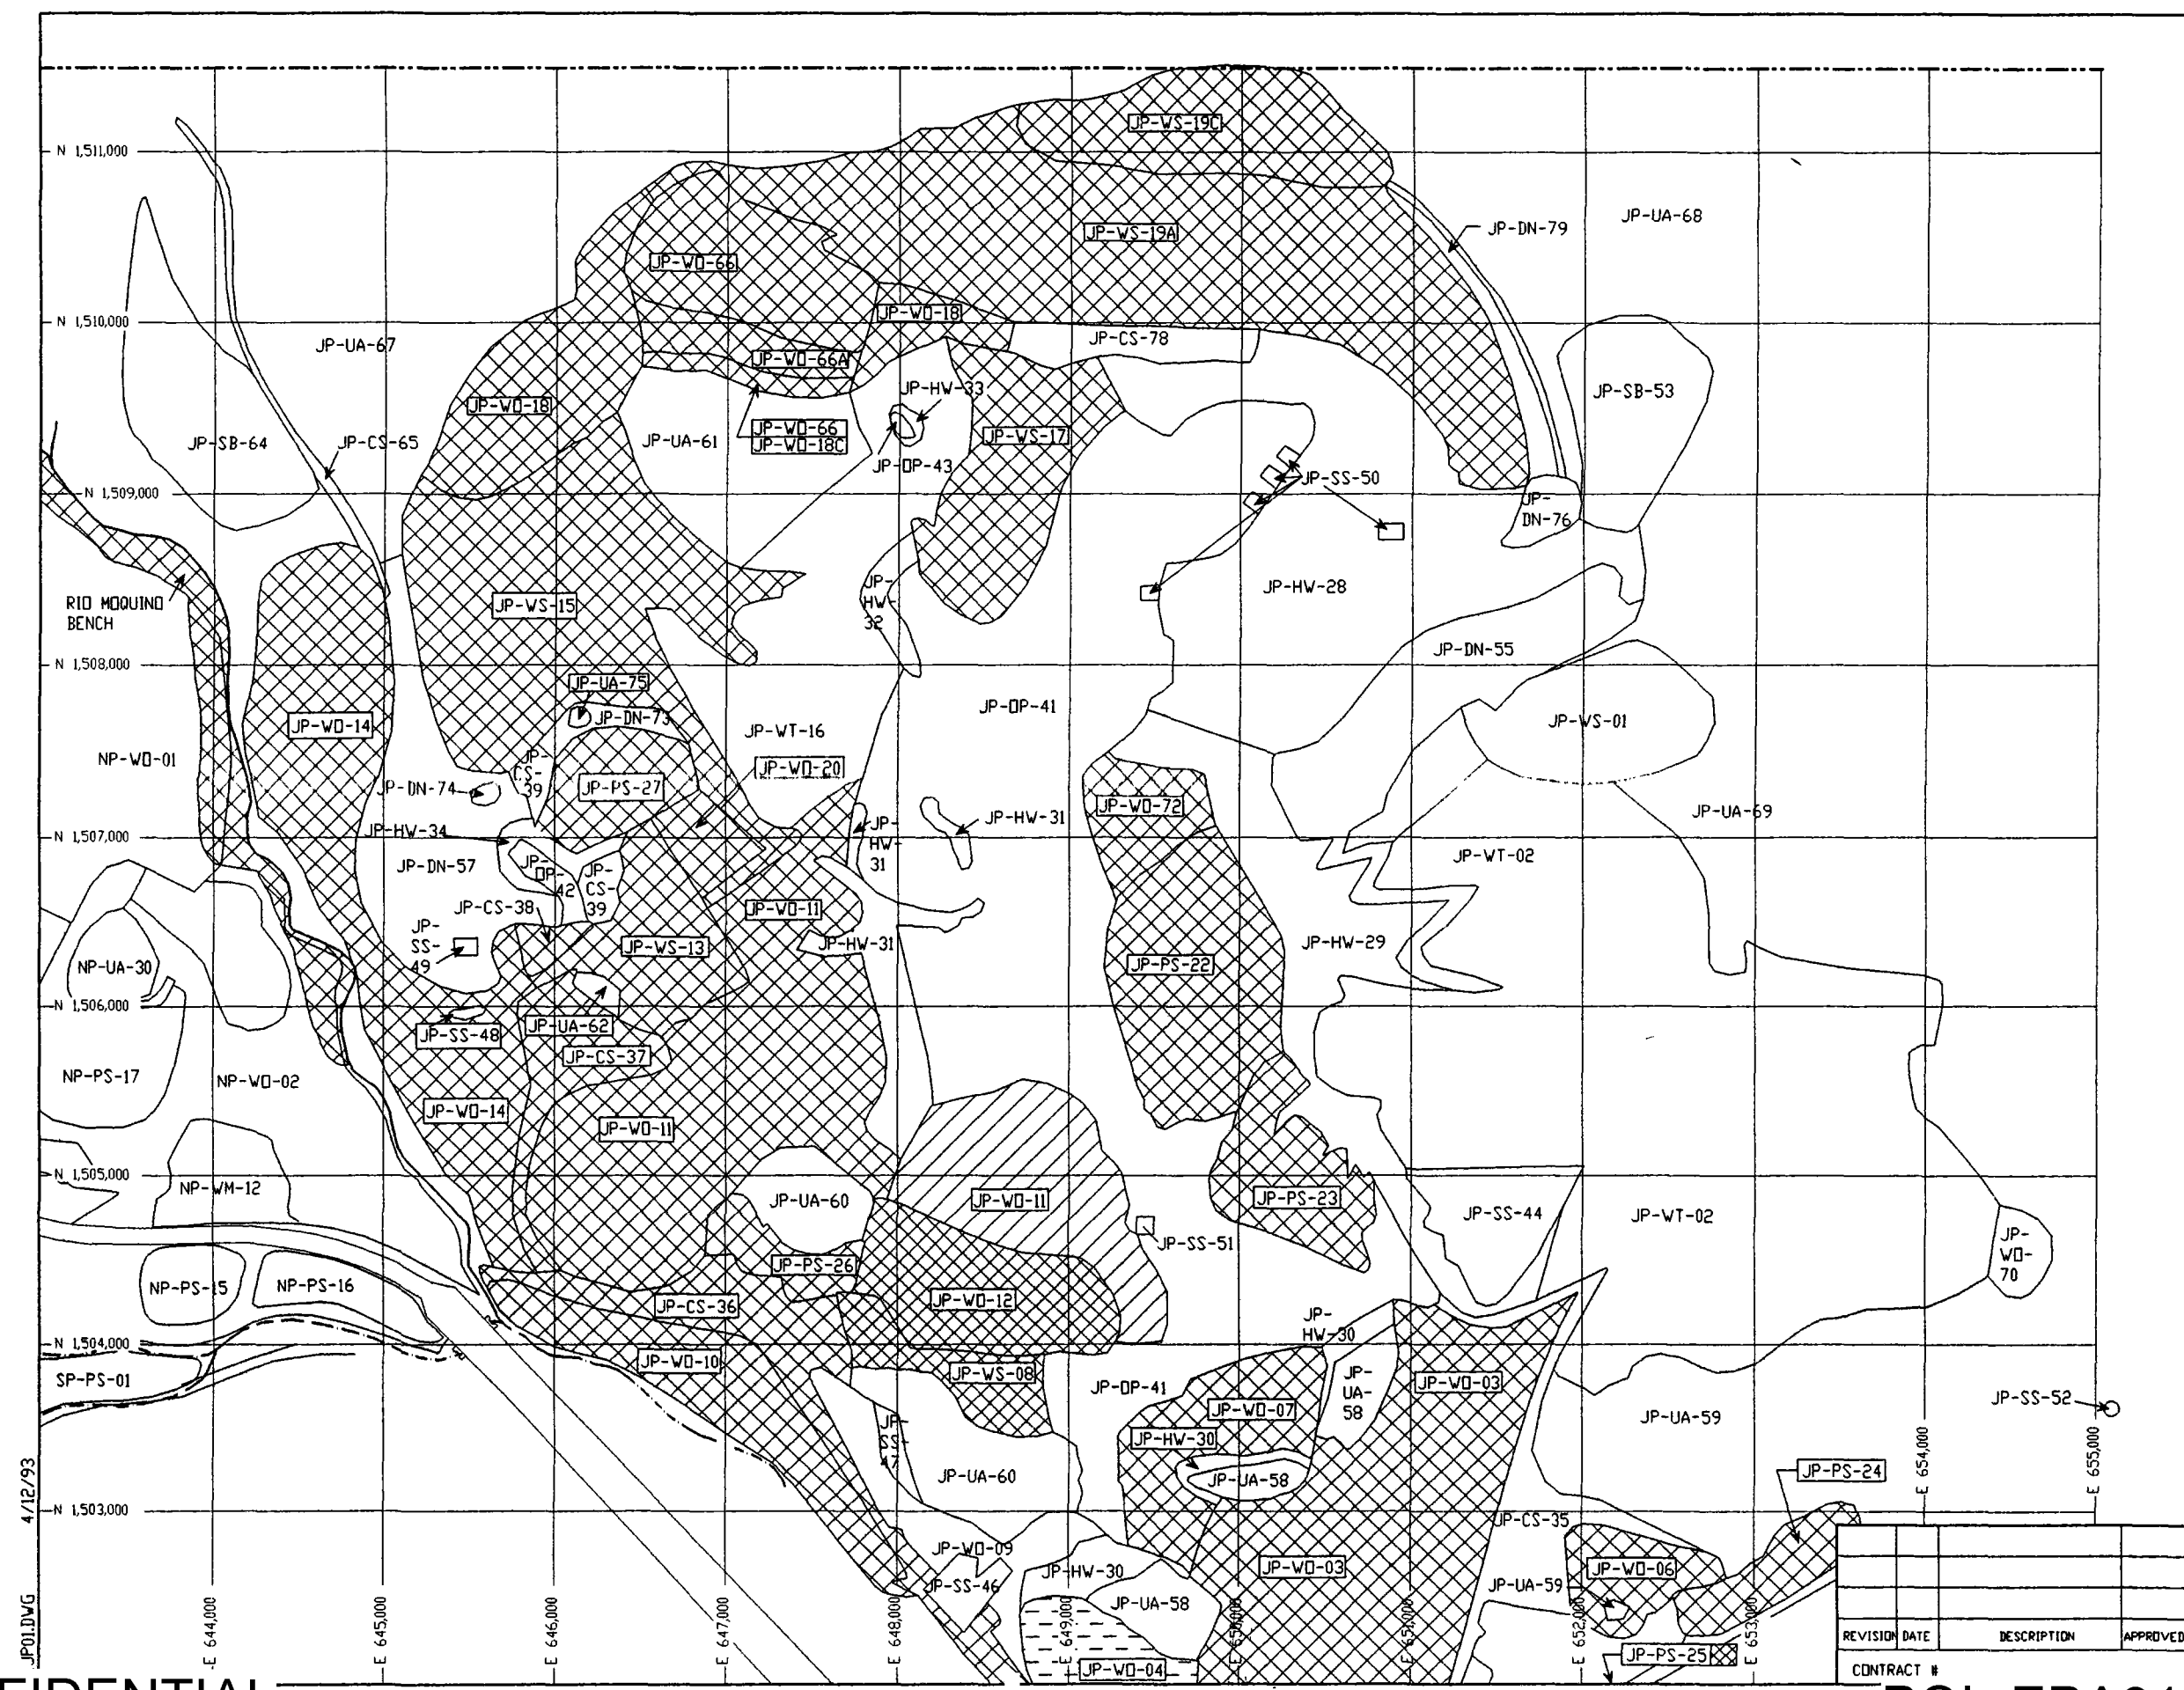 JP-WS-19C
N 1,511,000
JP-UA-68
JP-DN-79
JP-WS-19A
JP-WO-66
JP-WO-18
N 1,510,000
JP-CS-78
JP-UA-67
JP-WO-66A
JP-HW-33
JP-SB-53
JP-WO-18
JP-WO-66
JP-WO-18C
JP-UA-61
JP-WS-17
JP-SB-64
JP-CS-65
JP-OP-43
JP-SS-50
N 1,509,000
JP-
DN-76
RIO MOQUINO
BENCH
JP-WS-15
JP-
HW-
32
JP-HW-28
N 1,508,000
JP-DN-55
JP-UA-75
JP-DN-73
JP-OP-41
JP-WS-01
JP-WO-14
JP-WT-16
NP-WO-01
JP-WO-20
JP-
CS-
39
JP-DN-74
JP-PS-27
JP-WO-72
JP-UA-69
JP-HW-31
JP-
HW-
31
JP-HW-34
N 1,507,000
JP-DN-57
JP-
OP-
42
JP-
CS-
39
JP-WT-02
JP-CS-38
JP-WO-11
JP-
SS-
49
JP-WS-13
JP-HW-31
JP-HW-29
NP-UA-30
JP-PS-22
N 1,506,000
JP-SS-48
JP-UA-62
JP-CS-37
NP-PS-17
NP-WO-02
JP-WO-14
JP-WO-11
N 1,505,000
NP-WM-12
JP-UA-60
JP-WO-11
JP-PS-23
JP-SS-44
JP-WT-02
JP-SS-51
JP-
WO-
70
JP-PS-26
NP-PS-15
NP-PS-16
JP-CS-36
JP-WO-12
JP-
HW-30
N 1,504,000
JP-WO-10
JP-WS-08
JP-OP-41
JP-
UA-
58
JP-WO-03
SP-PS-01
JP-SS-52
JP-WO-07
JP-UA-59
JP-
SS-
47
JP-HW-30
JP-UA-60
JP-UA-58
JP-PS-24
N 1,503,000
JP-CS-35
JP-WO-09
JP-HW-30
JP-WO-03
JP-WO-06
JP-SS-46
JP-UA-59
JP-UA-58
JP-WO-04
JP-PS-25
E 644,000
E 645,000
E 646,000
E 647,000
E 648,000
E 649,000
E 650,000
E 651,000
E 652,000
E 653,000
E 654,000
E 655,000
JP01.DWG 4/12/93
REVISION DATE DESCRIPTION APPROVED
CONTRACT #